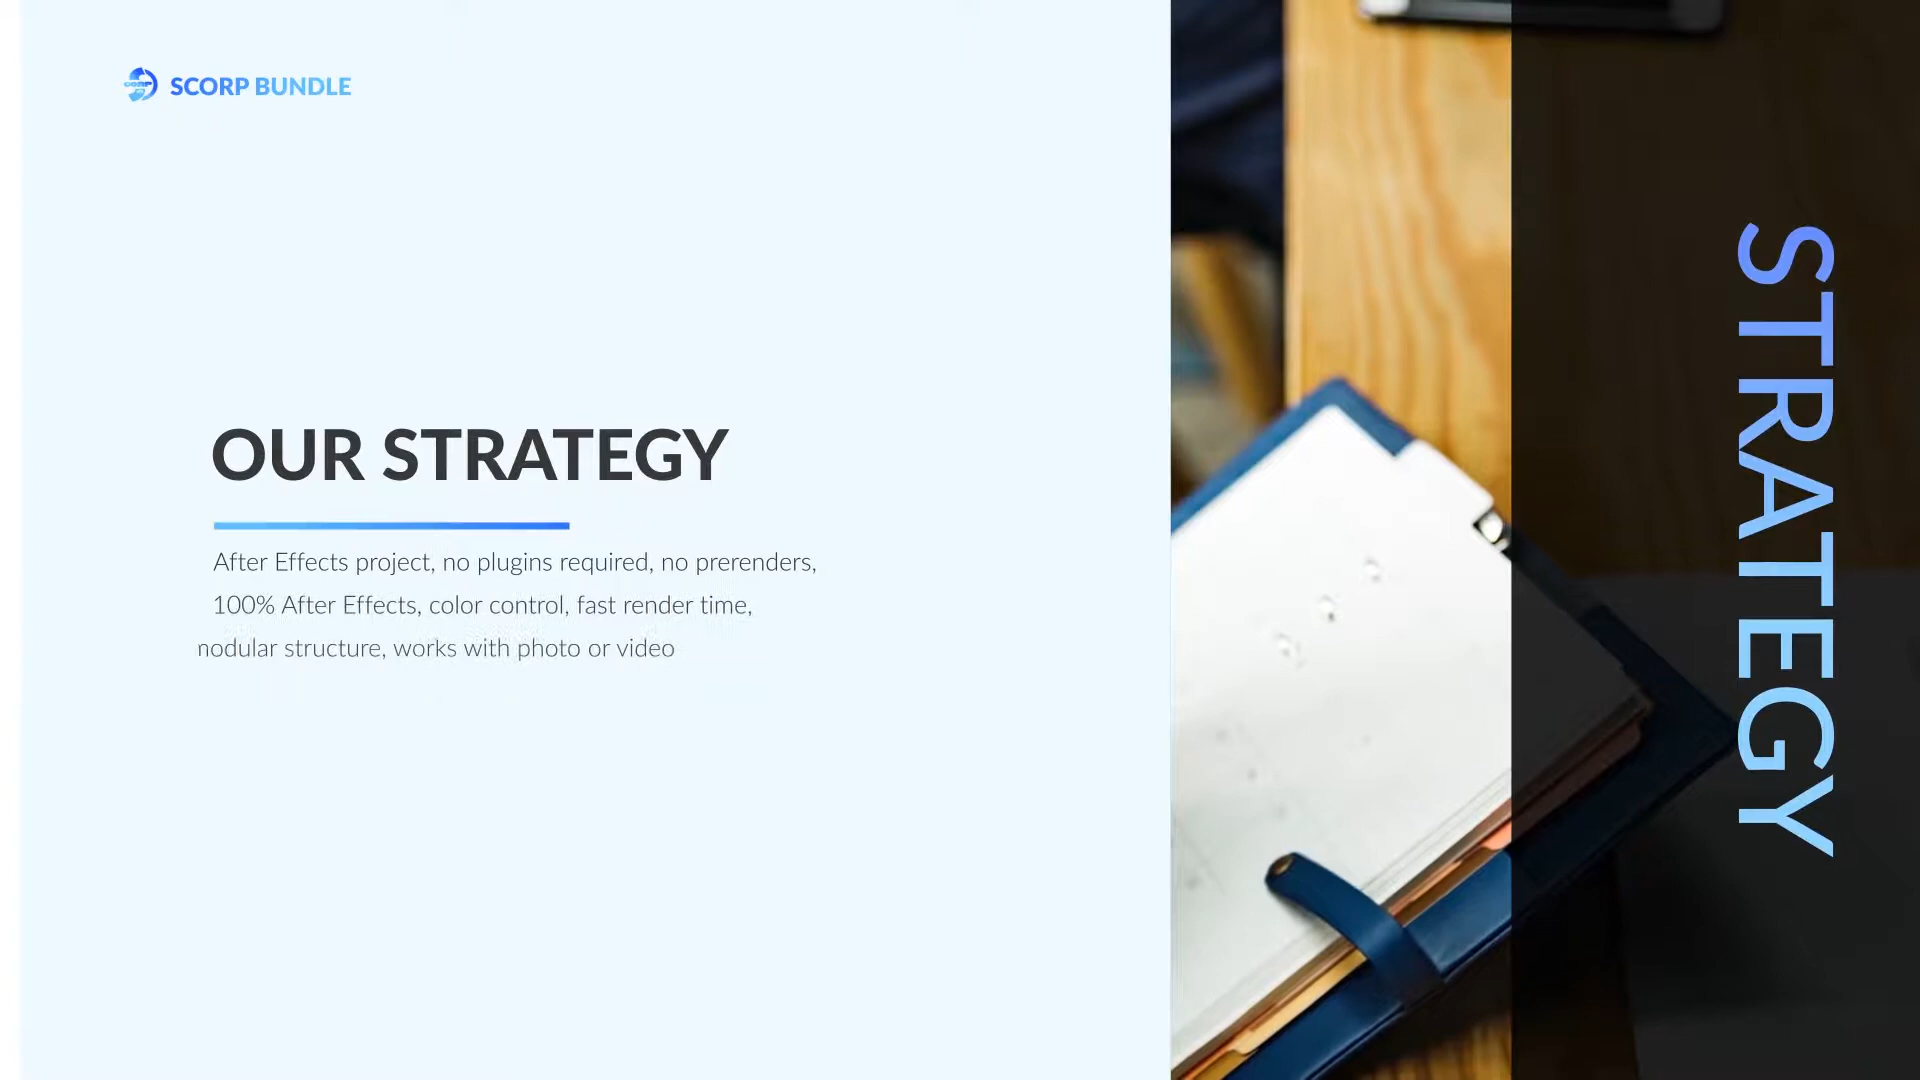 SCORP BUNDLE
OUR STRATEGY
After Effects project, no plugins required, no prerenders,
100% After Effects, color control, fast render time,
nodular structure, works with photo or video
STRATEGY